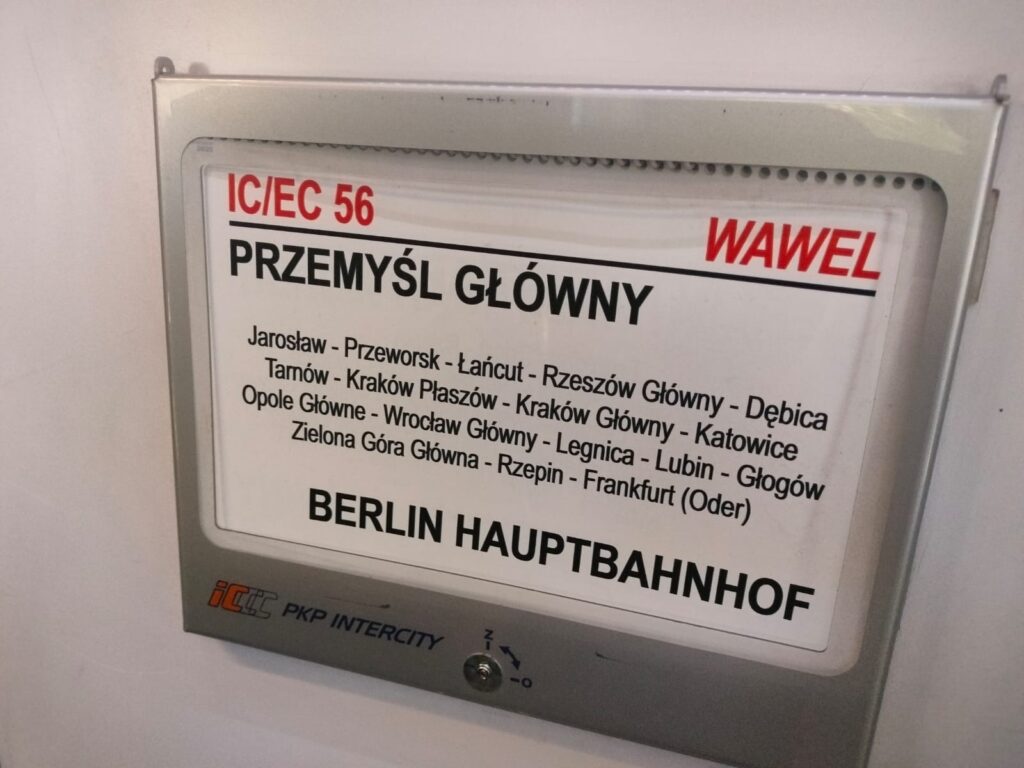 IC/EC 56
WAWEL
PRZEMYŚL GŁÓWNY
Jarosław - Przeworsk - Łańcut - Rzeszów Główny - Dębica
Tarnów - Kraków Płaszów - Kraków Główny - Katowice
Opole Główne - Wrocław Główny - Legnica - Lubin - Głogów
Zielona Góra Główna - Rzepin - Frankfurt (Oder)
BERLIN HAUPTBAHNHOF
IC PKP INTERCITY
Z
O